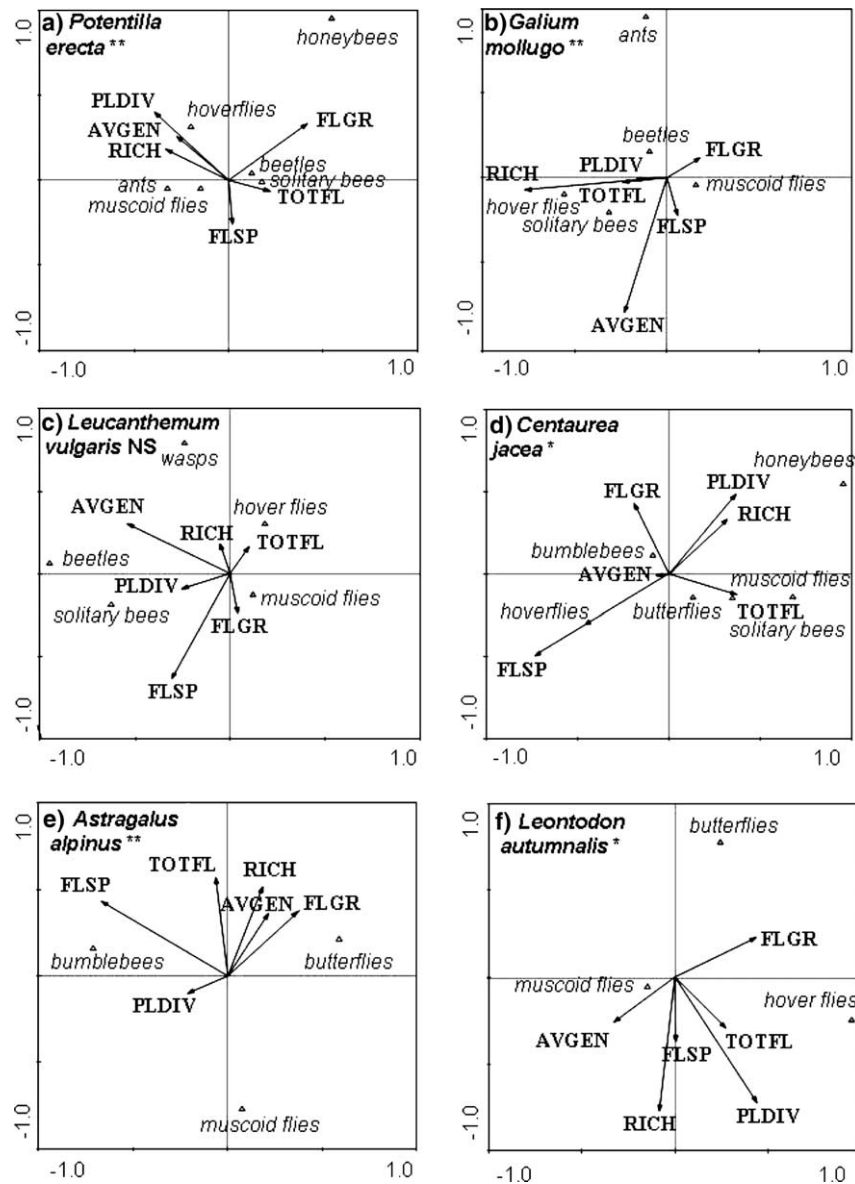 a) Potentilla
erecta **
honeybees
hoverflies
PLDIV
AVGEN
RICH
FLGR
beetles
solitary bees
ants
muscoid flies
TOTFL
FLSP
1.0
-1.0
-1.0
1.0
b) Galium
mollugo **
ants
beetles
FLGR
PLDIV
RICH
muscoid flies
hover flies
TOTFL
solitary bees
FLSP
AVGEN
1.0
-1.0
-1.0
1.0
c) Leucanthemum
vulgaris NS
wasps
AVGEN
hover flies
RICH
TOTFL
beetles
PLDIV
solitary bees
muscoid flies
FLGR
FLSP
1.0
-1.0
-1.0
1.0
d) Centaurea
jacea *
honeybees
FLGR
PLDIV
RICH
bumblebees
AVGEN
muscoid flies
hoverflies
butterflies
TOTFL
solitary bees
FLSP
1.0
-1.0
-1.0
1.0
e) Astragalus
alpinus **
TOTFL
RICH
FLSP
AVGEN
FLGR
bumblebees
butterflies
PLDIV
muscoid flies
1.0
-1.0
-1.0
1.0
f) Leontodon
autumnalis *
butterflies
FLGR
muscoid flies
hover flies
AVGEN
TOTFL
FLSP
RICH
PLDIV
1.0
-1.0
-1.0
1.0